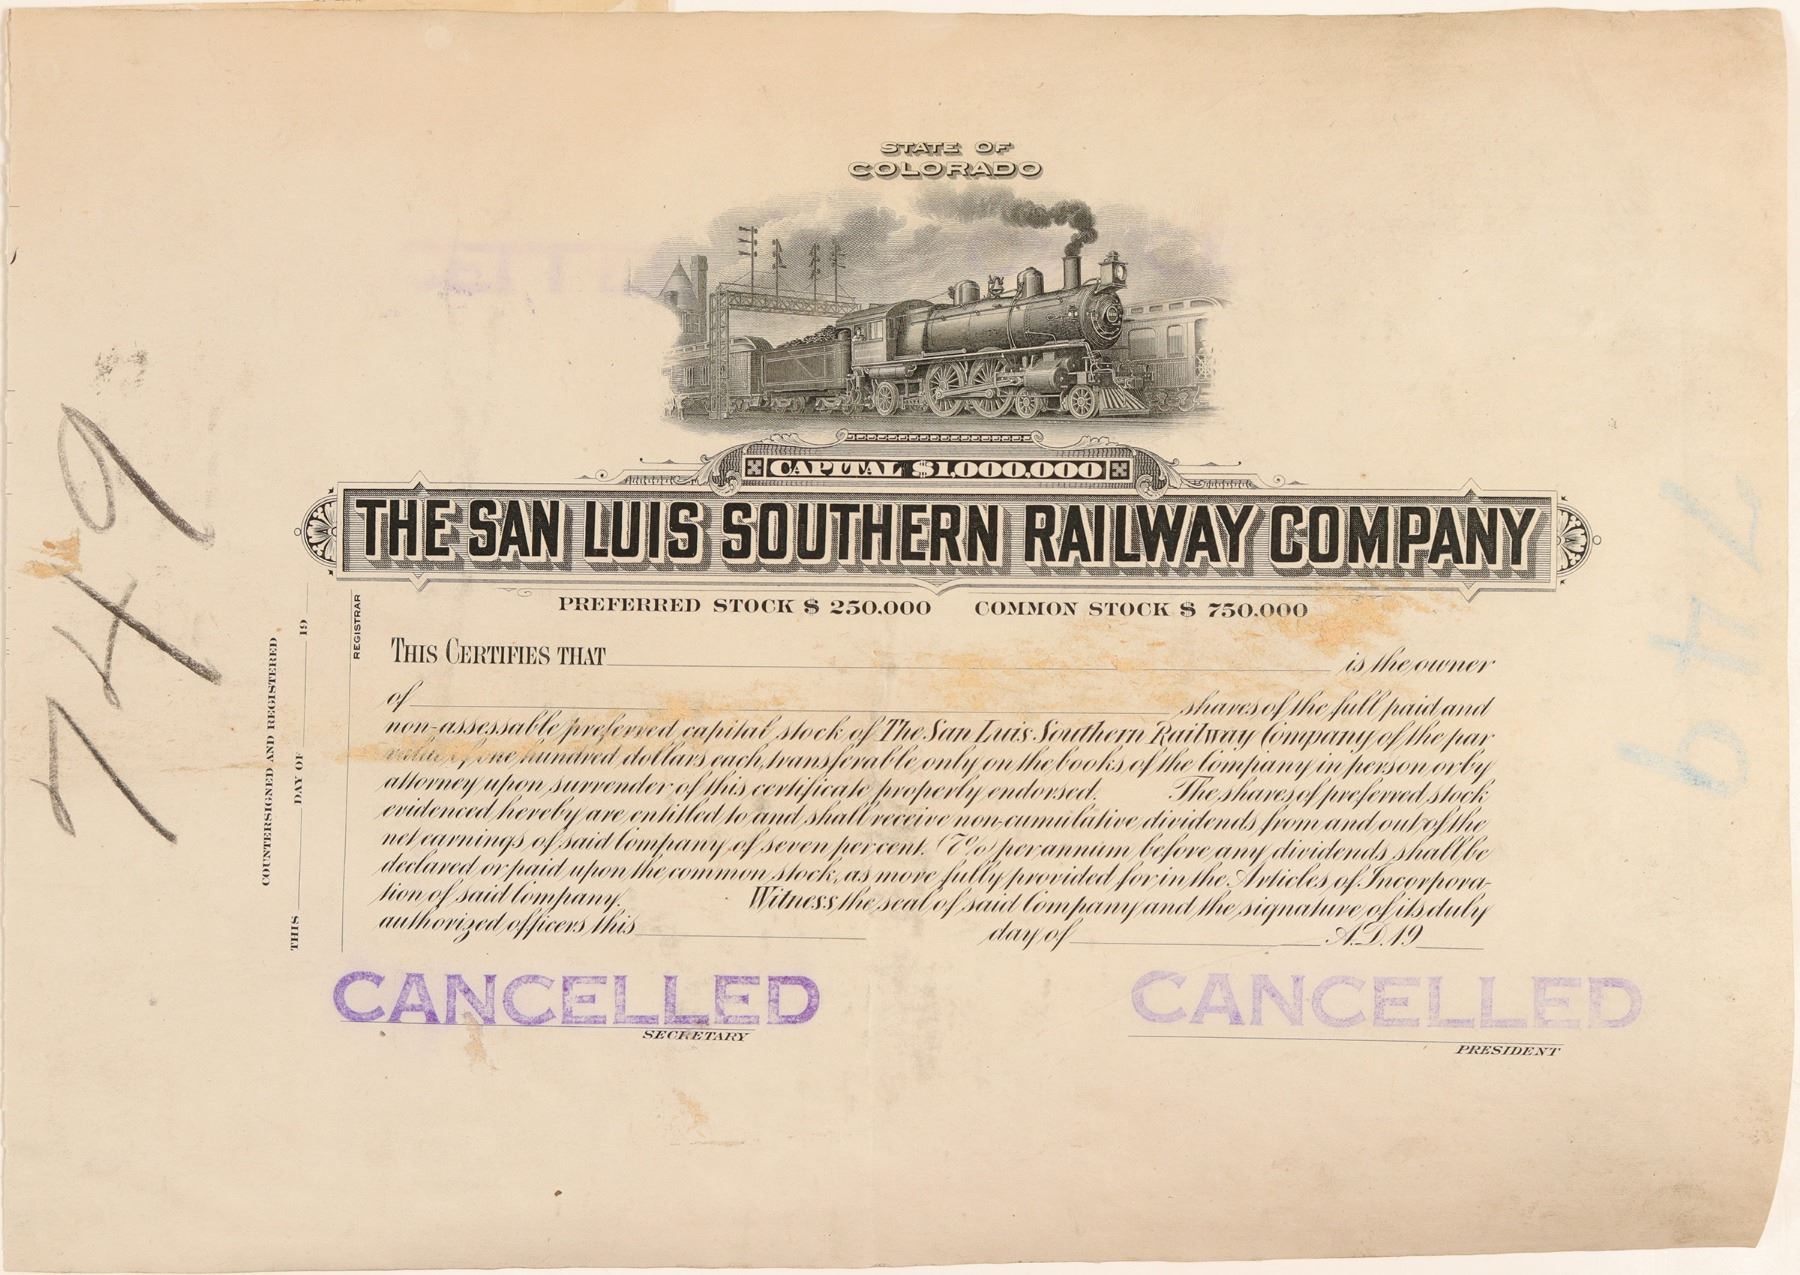 STATE OF
COLORADO
CAPITAL $1,000,000
THE SAN LUIS SOUTHERN RAILWAY COMPANY
PREFERRED STOCK $ 250,000 COMMON STOCK $ 750,000
THIS CERTIFIES THAT is the owner
of shares of the full paid and
non-assessable preferred capital stock of The San Luis Southern Railway Company of the par
value of one hundred dollars each, transferable only on the books of the Company in person or by
attorney upon surrender of this certificate properly endorsed. The shares of preferred stock
evidenced hereby are entitled to and shall receive non-cumulative dividends from and out of the
net earnings of said Company of seven per cent. (7%) per annum before any dividends shall be
declared or paid upon the common stock, as more fully provided for in the Articles of Incorpora-
tion of said Company. Witness the seal of said Company and the signature of its duly
authorized officers, this day of A.D. 19
CANCELLED CANCELLED
SECRETARY PRESIDENT
COUNTERSIGNED AND REGISTERED
THIS DAY OF 19
REGISTRAR
749